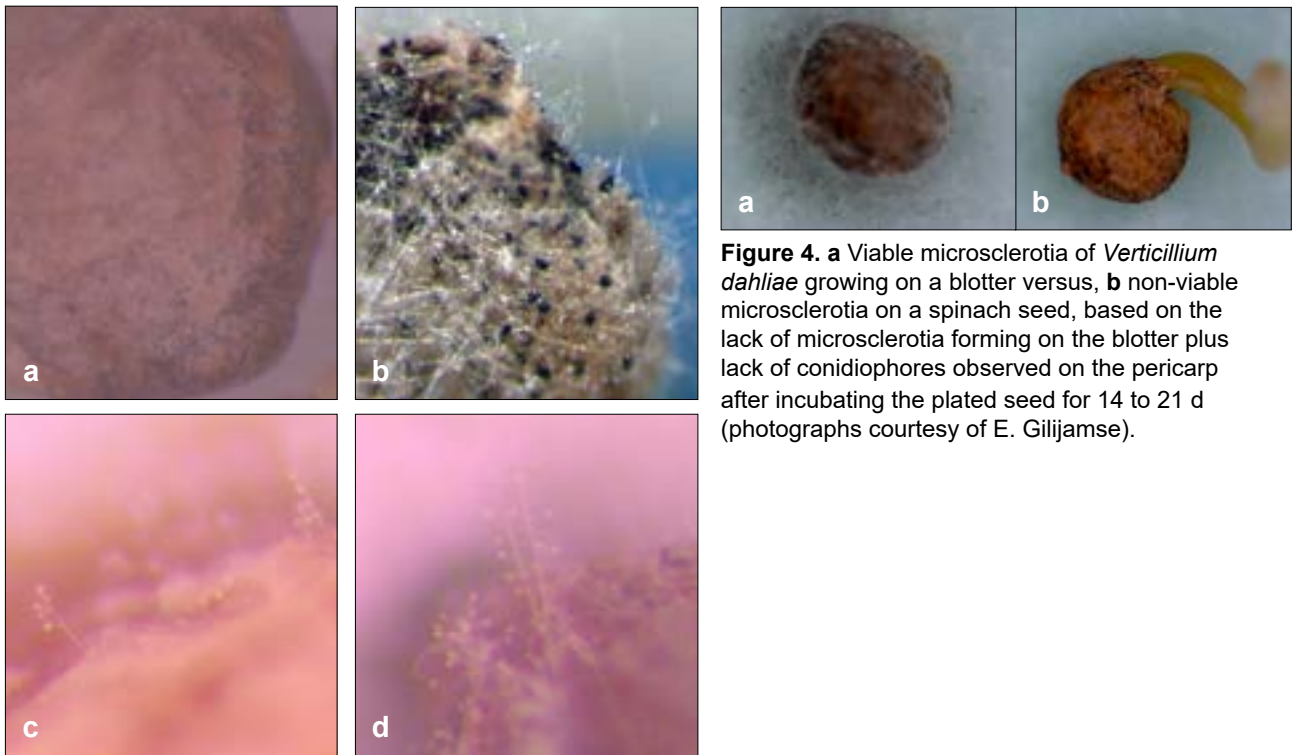 a
b
c
d
a
b
Figure 4. a Viable microsclerotia of Verticillium
dahliae growing on a blotter versus, b non-viable
microsclerotia on a spinach seed, based on the
lack of microsclerotia forming on the blotter plus
lack of conidiophores observed on the pericarp
after incubating the plated seed for 14 to 21 d
(photographs courtesy of E. Gilijamse).